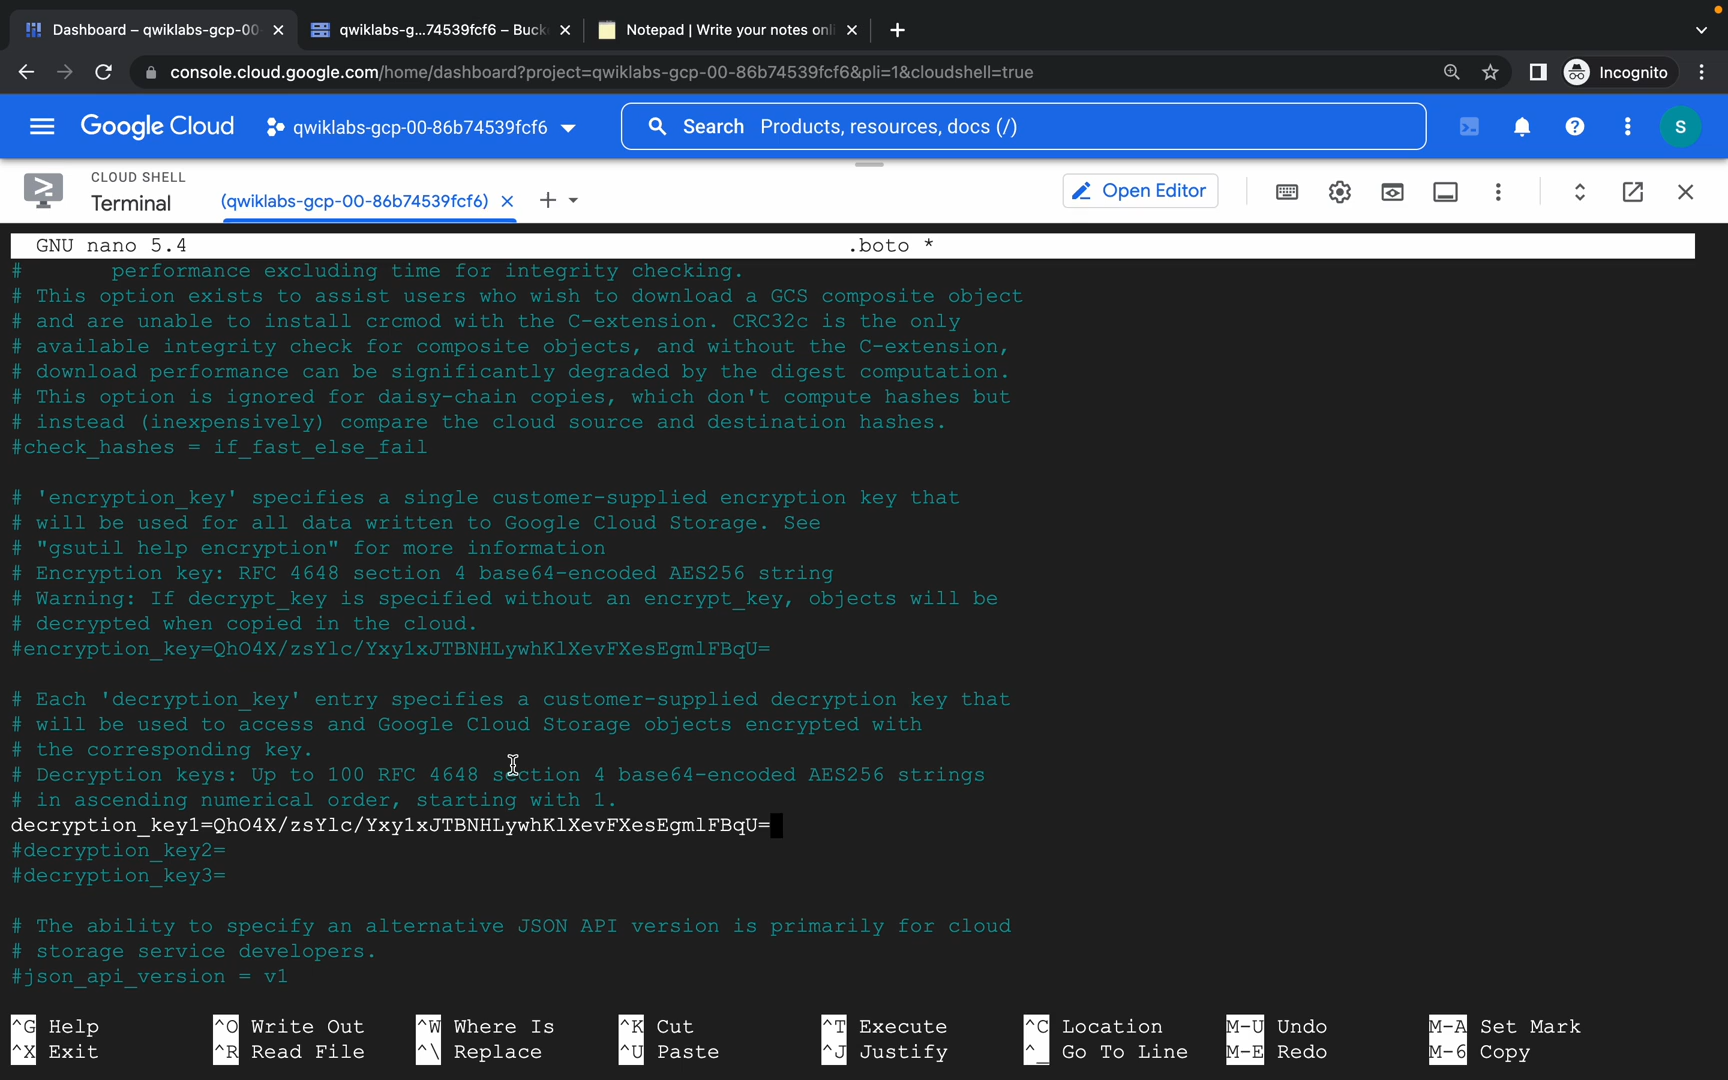 Dashboard – qwiklabs-gcp-00-
qwiklabs-g...74539fcf6 – Buck
Notepad | Write your notes onli
console.cloud.google.com/home/dashboard?project=qwiklabs-gcp-00-86b74539fcf6&pli=1&cloudshell=true
Incognito
Google Cloud
qwiklabs-gcp-00-86b74539fcf6
Search Products, resources, docs (/)
S
CLOUD SHELL
Terminal
(qwiklabs-gcp-00-86b74539fcf6)
Open Editor
GNU nano 5.4 .boto *
# performance excluding time for integrity checking.
# This option exists to assist users who wish to download a GCS composite object
# and are unable to install crcmod with the C-extension. CRC32c is the only
# available integrity check for composite objects, and without the C-extension,
# download performance can be significantly degraded by the digest computation.
# This option is ignored for daisy-chain copies, which don't compute hashes but
# instead (inexpensively) compare the cloud source and destination hashes.
#check_hashes = if_fast_else_fail
# 'encryption_key' specifies a single customer-supplied encryption key that
# will be used for all data written to Google Cloud Storage. See
# "gsutil help encryption" for more information
# Encryption key: RFC 4648 section 4 base64-encoded AES256 string
# Warning: If decrypt_key is specified without an encrypt_key, objects will be
# decrypted when copied in the cloud.
#encryption_key=QhO4X/zsYlc/Yxy1xJTBNHLywhKlXevFXesEgmlFBqU=
# Each 'decryption_key' entry specifies a customer-supplied decryption key that
# will be used to access and Google Cloud Storage objects encrypted with
# the corresponding key.
# Decryption keys: Up to 100 RFC 4648 section 4 base64-encoded AES256 strings
# in ascending numerical order, starting with 1.
decryption_key1=QhO4X/zsYlc/Yxy1xJTBNHLywhKlXevFXesEgmlFBqU=
#decryption_key2=
#decryption_key3=
# The ability to specify an alternative JSON API version is primarily for cloud
# storage service developers.
#json_api_version = v1
^G Help ^O Write Out ^W Where Is ^K Cut ^T Execute ^C Location M-U Undo M-A Set Mark
^X Exit ^R Read File ^\ Replace ^U Paste ^J Justify ^_ Go To Line M-E Redo M-6 Copy